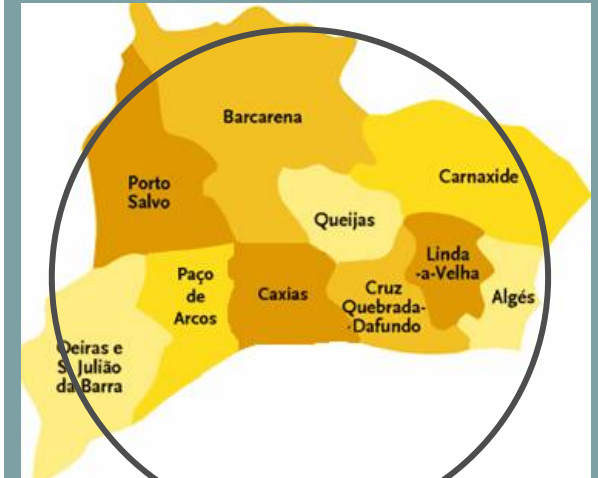 Barcarena
Carnaxide
Porto
Salvo
Queijas
Linda
-a-Velha
Paço
de
Arcos
Caxias
Cruz
Quebrada-
-Dafundo
Algés
Oeiras e
S. Julião
da Barra